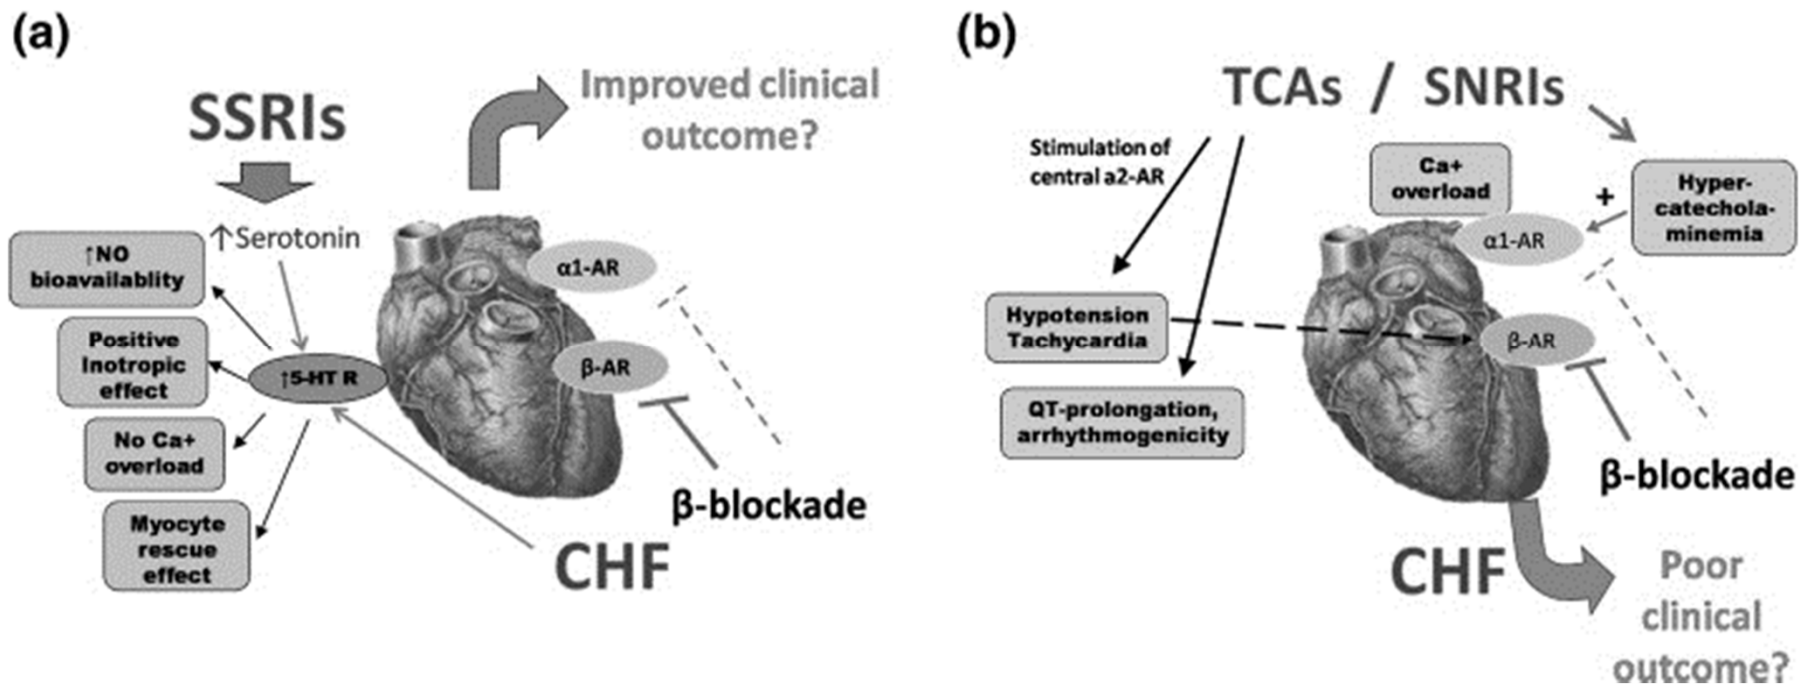 (a)
SSRIs
Improved clinical
outcome?
↑Serotonin
↑NO
bioavailablity
Positive
Inotropic
effect
No Ca+
overload
Myocyte
rescue
effect
↑5-HT R
α1-AR
β-AR
β-blockade
CHF
(b)
TCAs / SNRIs
Stimulation of
central a2-AR
Ca+
overload
+
Hyper-
catechola-
minemia
α1-AR
Hypotension
Tachycardia
β-AR
QT-prolongation,
arrhythmogenicity
β-blockade
CHF
Poor
clinical
outcome?